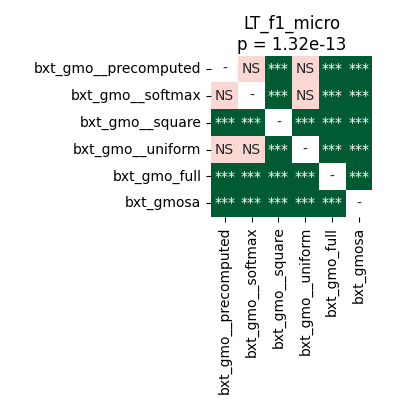 LT_f1_micro
p = 1.32e-13
bxt_gmo__precomputed - NS *** NS *** ***
bxt_gmo__softmax NS - *** NS *** ***
bxt_gmo__square *** *** - *** *** ***
bxt_gmo__uniform NS NS *** - *** ***
bxt_gmo_full *** *** *** *** - ***
bxt_gmosa *** *** *** *** *** -
bxt_gmo__precomputed
bxt_gmo__softmax
bxt_gmo__square
bxt_gmo__uniform
bxt_gmo_full
bxt_gmosa